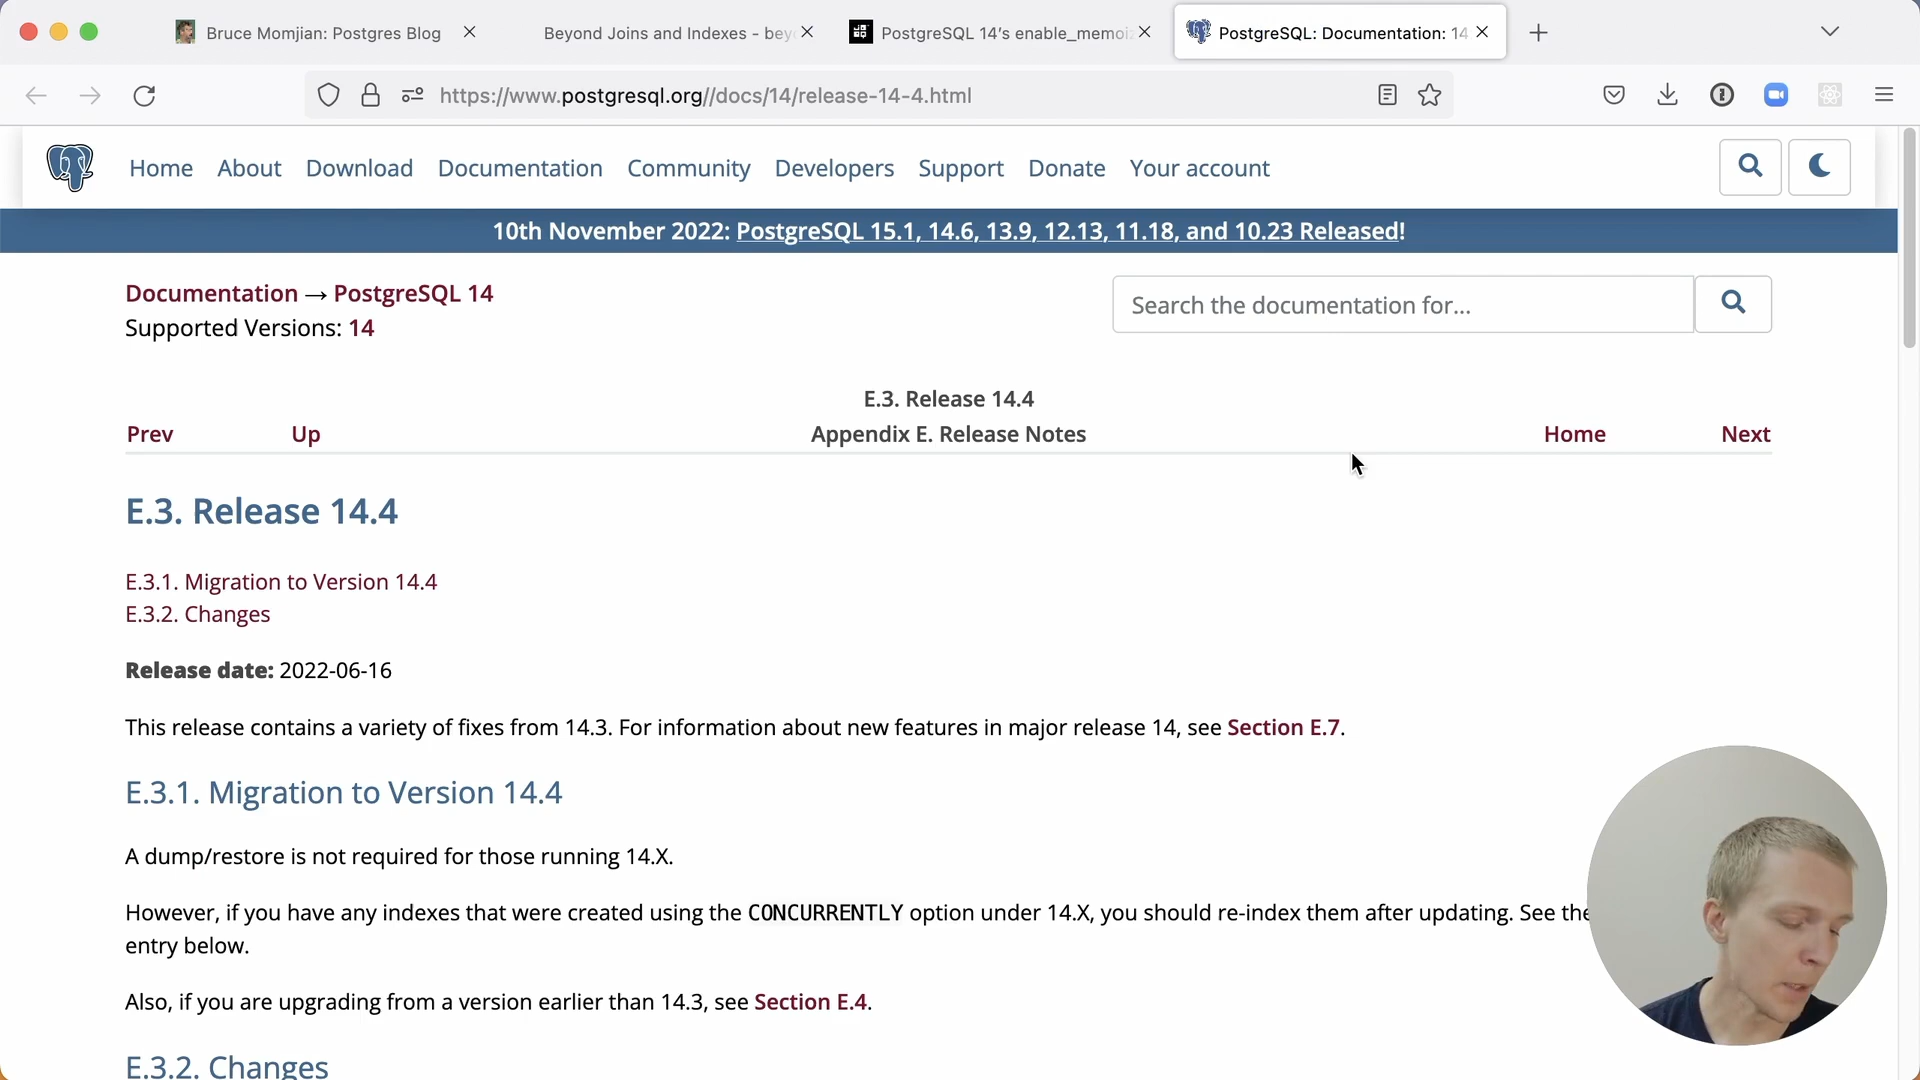 Bruce Momjian: Postgres Blog
Beyond Joins and Indexes - bey
PostgreSQL 14's enable_memoiz
PostgreSQL: Documentation: 14
https://www.postgresql.org//docs/14/release-14-4.html
Home About Download Documentation Community Developers Support Donate Your account
10th November 2022: PostgreSQL 15.1, 14.6, 13.9, 12.13, 11.18, and 10.23 Released!
Documentation → PostgreSQL 14
Supported Versions: 14
Search the documentation for...
E.3. Release 14.4
Prev Up Appendix E. Release Notes Home Next
E.3. Release 14.4
E.3.1. Migration to Version 14.4
E.3.2. Changes
Release date: 2022-06-16
This release contains a variety of fixes from 14.3. For information about new features in major release 14, see Section E.7.
E.3.1. Migration to Version 14.4
A dump/restore is not required for those running 14.X.
However, if you have any indexes that were created using the CONCURRENTLY option under 14.X, you should re-index them after updating. See the
entry below.
Also, if you are upgrading from a version earlier than 14.3, see Section E.4.
E.3.2. Changes